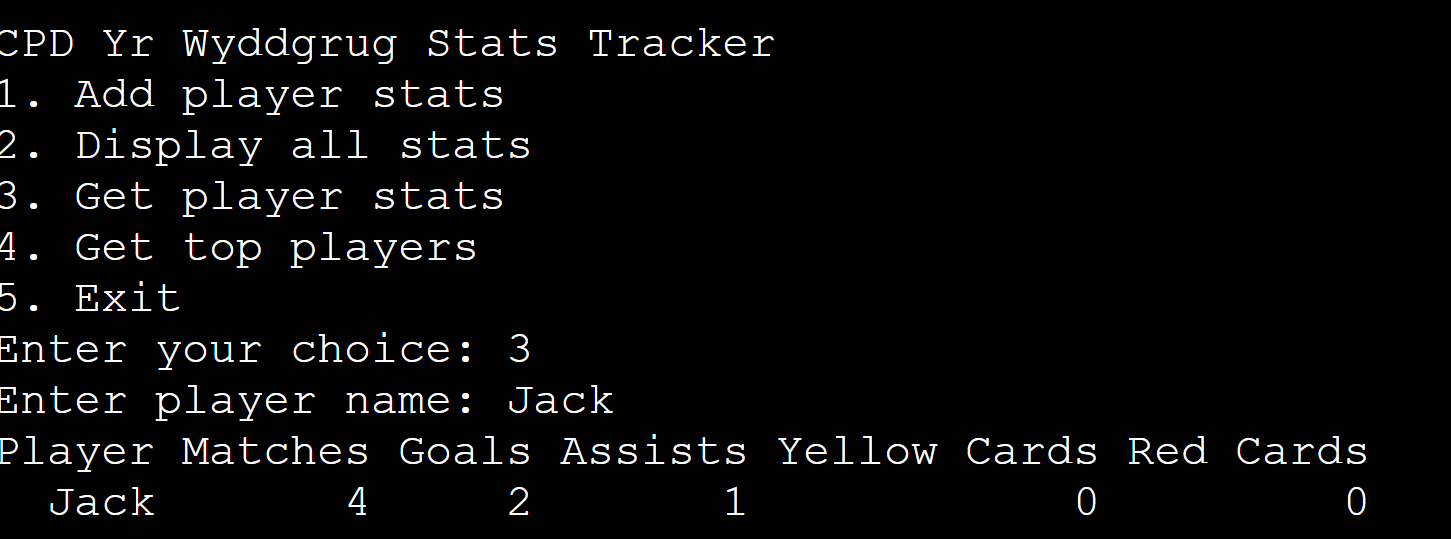 CPD Yr Wyddgrug Stats Tracker
1. Add player stats
2. Display all stats
3. Get player stats
4. Get top players
5. Exit
Enter your choice: 3
Enter player name: Jack
Player Matches Goals Assists Yellow Cards Red Cards
Jack 4 2 1 0 0